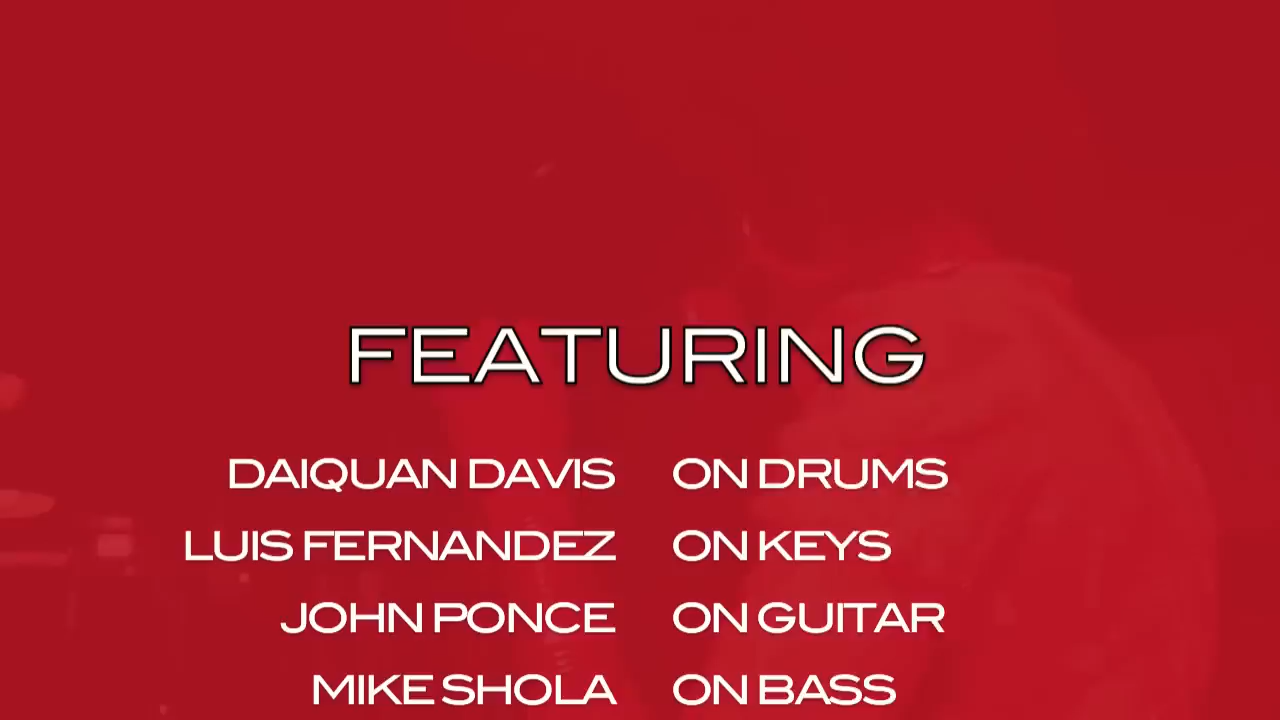 FEATURING
DAIQUAN DAVIS ON DRUMS
LUIS FERNANDEZ ON KEYS
JOHN PONCE ON GUITAR
MIKE SHOLA ON BASS